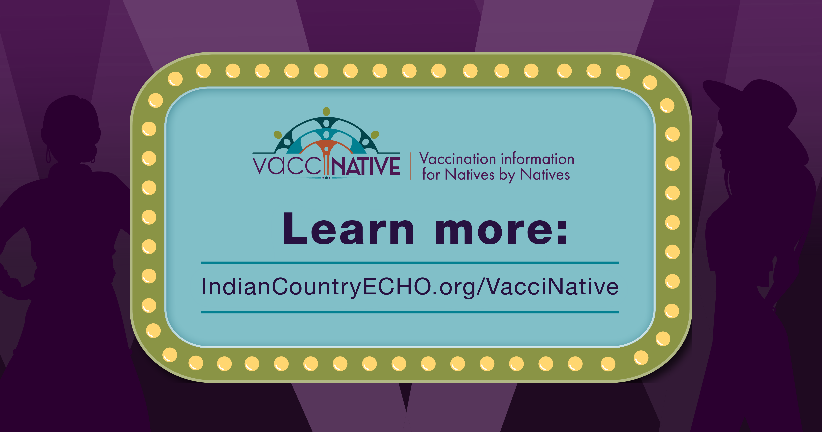 vacciNATIVE
Vaccination information
for Natives by Natives
Learn more:
IndianCountryECHO.org/VacciNative